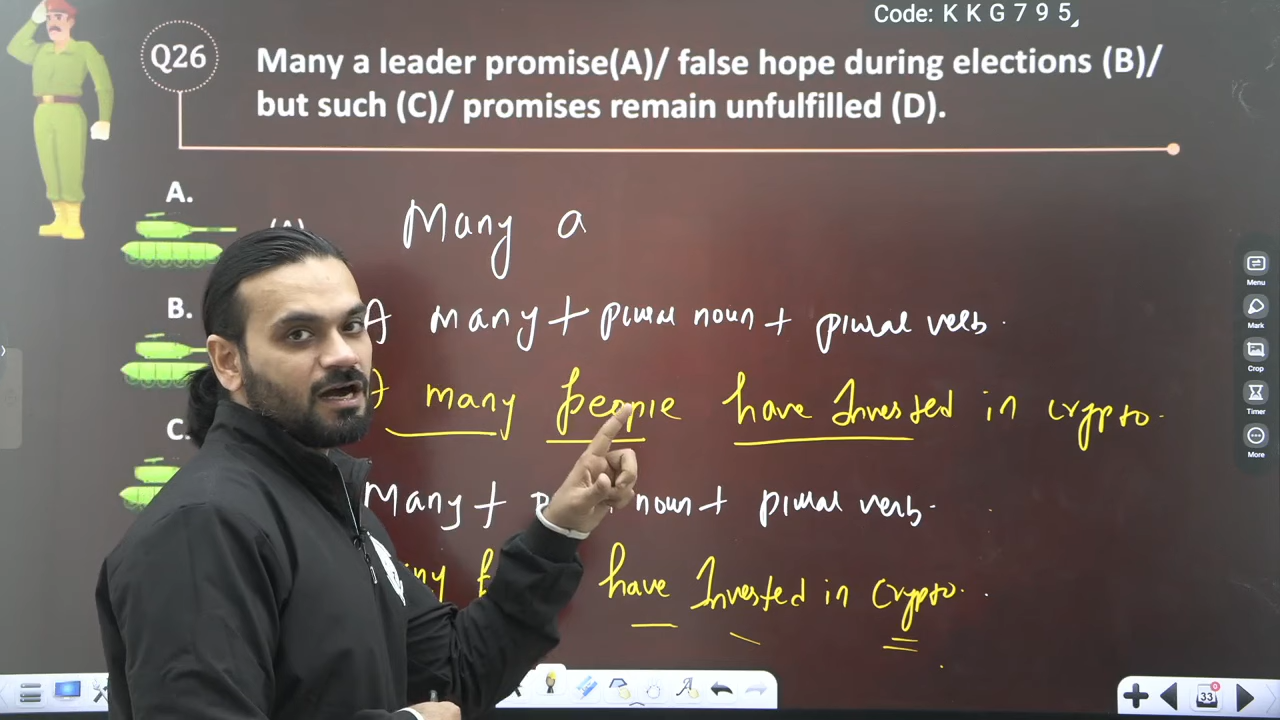 Code: K K G 7 9 5
Q26
Many a leader promise(A)/ false hope during elections (B)/
but such (C)/ promises remain unfulfilled (D).
A.
(A)
Many a
A many + plural noun + plural verb.
A many people have Invested in crypto.
B.
C.
Many + noun + plural verb.
have Invested in Crypto.
Menu
Mark
Crop
Timer
More
33